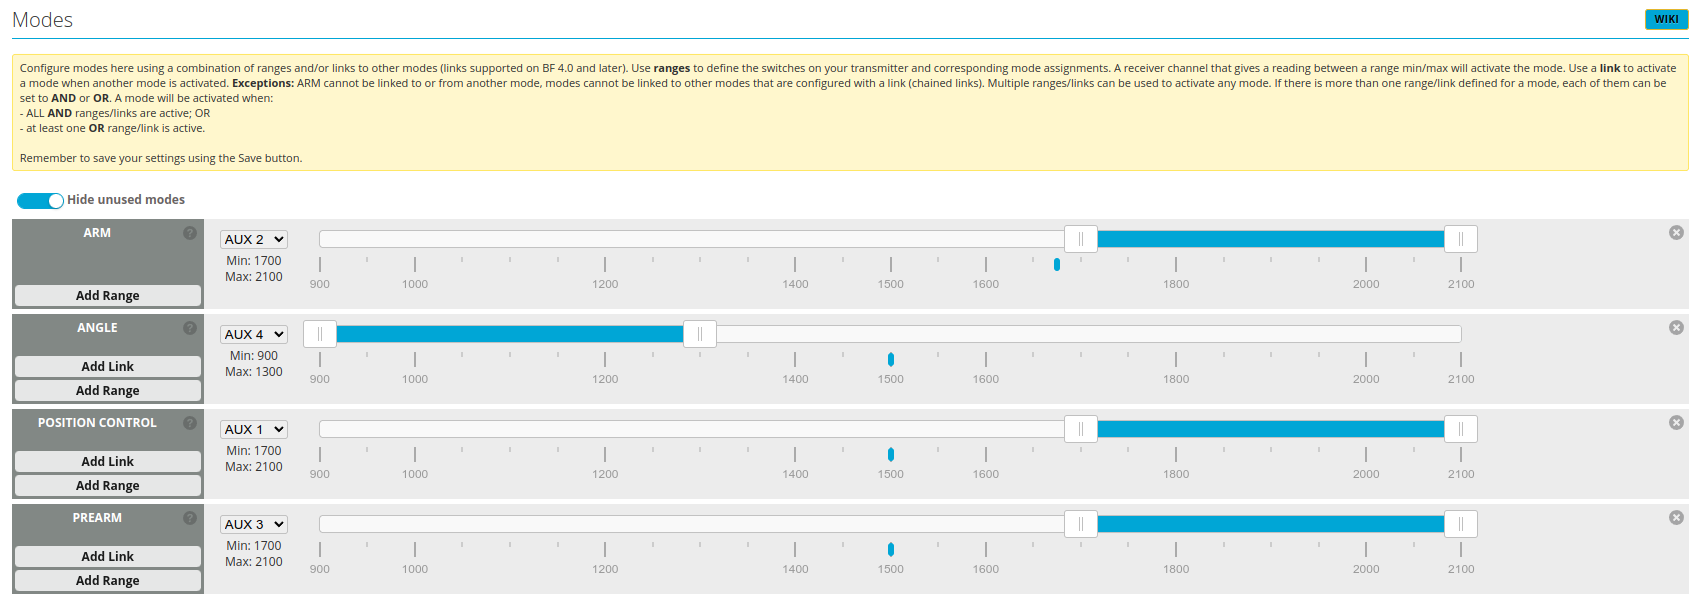 Modes
WIKI
Configure modes here using a combination of ranges and/or links to other modes (links supported on BF 4.0 and later). Use ranges to define the switches on your transmitter and corresponding mode assignments. A receiver channel that gives a reading between a range min/max will activate the mode. Use a link to activate
a mode when another mode is activated. Exceptions: ARM cannot be linked to or from another mode, modes cannot be linked to other modes that are configured with a link (chained links). Multiple ranges/links can be used to activate any mode. If there is more than one range/link defined for a mode, each of them can be
set to AND or OR. A mode will be activated when:
- ALL AND ranges/links are active; OR
- at least one OR range/link is active.
Remember to save your settings using the Save button.
Hide unused modes
ARM ?
Add Range
AUX 2
Min: 1700
Max: 2100
900 1000 1200 1400 1500 1600 1800 2000 2100
ANGLE ?
Add Link
Add Range
AUX 4
Min: 900
Max: 1300
900 1000 1200 1400 1500 1600 1800 2000 2100
POSITION CONTROL ?
Add Link
Add Range
AUX 1
Min: 1700
Max: 2100
900 1000 1200 1400 1500 1600 1800 2000 2100
PREARM ?
Add Link
Add Range
AUX 3
Min: 1700
Max: 2100
900 1000 1200 1400 1500 1600 1800 2000 2100